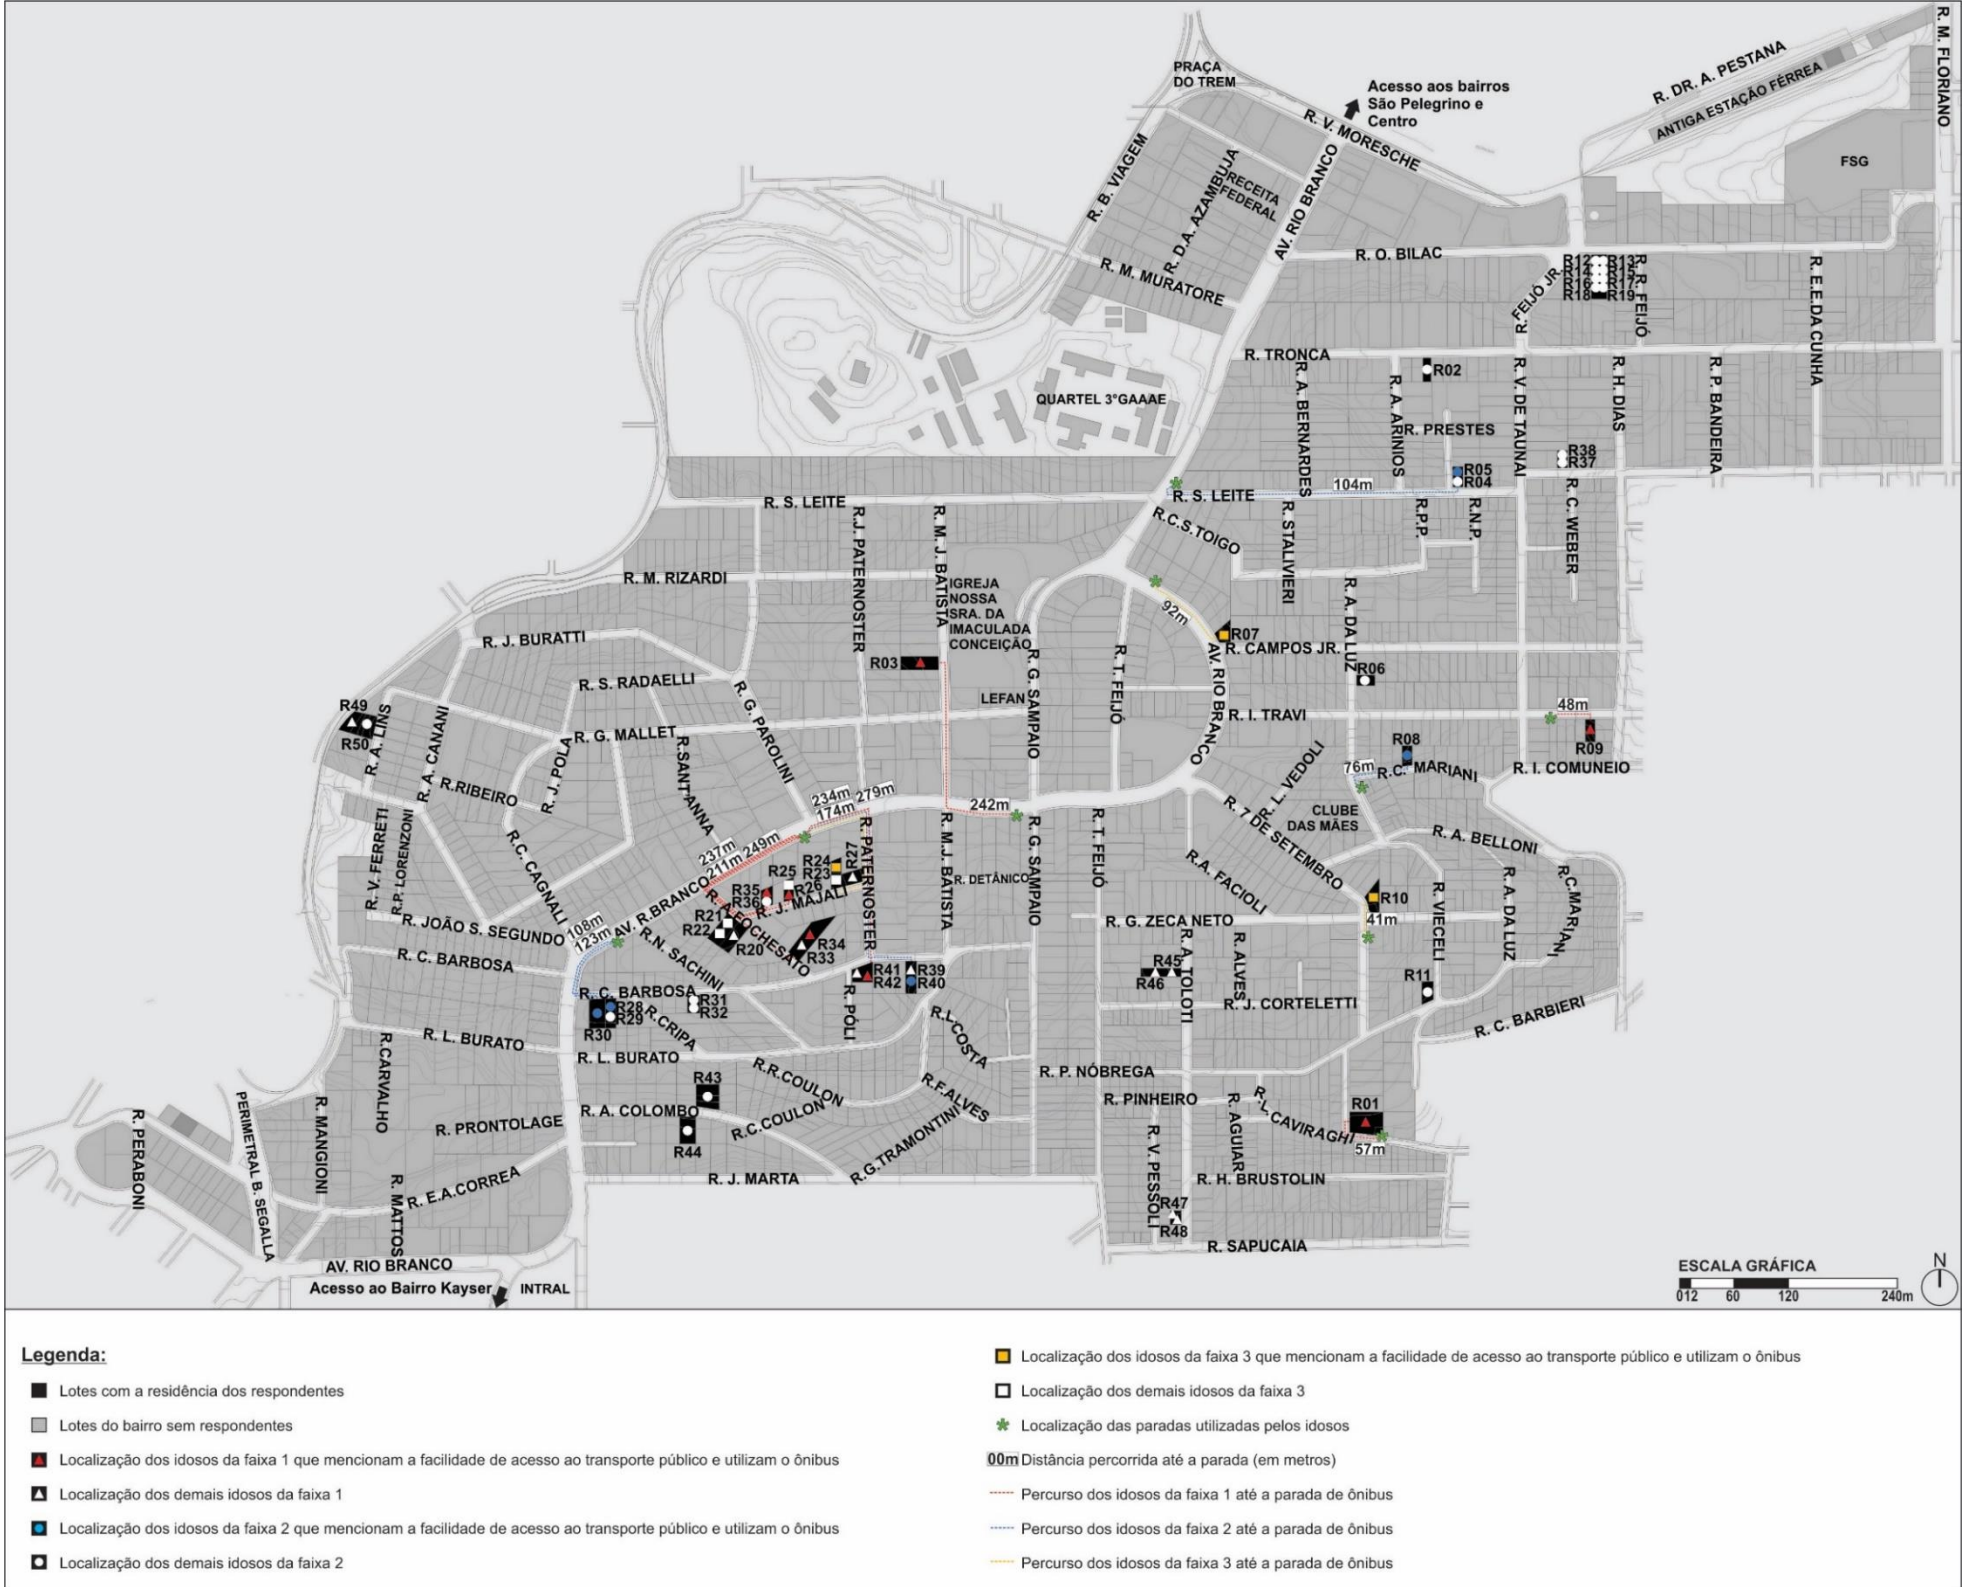 R. M. FLORIANO
R. DR. A. PESTANA
ANTIGA ESTAÇÃO FÉRREA
FSG
PRAÇA
DO TREM
Acesso aos bairros
São Pelegrino e
Centro
R. V. MORESCHE
R. B. VIAGEM
R. D.A. AZAMBUJA
RECEITA
FEDERAL
AV. RIO BRANCO
R. M. MURATORE
R. O. BILAC
R. FEIJÓ JR.
R12 R13
R14 R15
R16 R17
R18 R19
R. R. FEIJÓ
R. E.E.DA CUNHA
R. TRONCA
R02
R. A. BERNARDES
R. A. ARINIOS
R. V. DE TAUNAI
R. H. DIAS
R. P. BANDEIRA
QUARTEL 3°GAAAE
R. PRESTES
R38
R37
R05
R04
104m
R. S. LEITE
R. S. LEITE
R.C.S.TOIGO
R. STALIVIERI
R.P.P.
R.N.P.
R. C. WEBER
R.J. PATERNOSTER
R. M. J. BATISTA
R. M. RIZARDI
IGREJA
NOSSA
SRA. DA
IMACULADA
CONCEIÇÃO
92m
R07
R. A. DA LUZ
R. CAMPOS JR.
R. J. BURATTI
R03
R. G. SAMPAIO
R. T. FEIJÓ
AV. RIO BRANCO
R06
R. S. RADAELLI
R. G. PAROLINI
LEFAN
R. I. TRAVI
48m
R09
R49
R50
R. A. LINS
R. A. CANANI
R. G. MALLET
R. J. POLA
R.SANT'ANNA
R. L. VEDOLI
R08
76m
R.C. MARIANI
R. I. COMUNEIO
R.RIBEIRO
234m 279m
174m
242m
R. 7 DE SETEMBRO
CLUBE
DAS MÃES
R. A. BELLONI
R. V. FERRETI
R.P. LORENZONI
R.C. CAGNALI
237m
211m 249m
R. PATERNOSTER
R. M.J. BATISTA
R. G. SAMPAIO
R. T. FEIJÓ
R.A. FACIOLI
R24
R23
R27
R25
R26
R35
R36
R. DETÂNICO
R. J. MAJALI
R10
R. VIECELI
R. A. DA LUZ
R.C.MARIANI
R. JOÃO S. SEGUNDO
108m
123m
AV. R.BRANCO
R. A.FOCHESATO
R21
R22
R20
R34
R33
R. G. ZECA NETO
41m
R. C. BARBOSA
R.N. SACHINI
R41
R42
R39
R40
R45
R46
R. A. TOLOTI
R. ALVES
R11
R. C. BARBOSA
R28
R29
R30
R31
R32
R.CRIPA
R. PÓLI
R.L.COSTA
R. J. CORTELETTI
R. C. BARBIERI
R. L. BURATO
R. L. BURATO
R.CARVALHO
R43
R.R.COULON
R.F.ALVES
R. P. NÓBREGA
R. PERABONI
PERIMETRAL B. SEGALLA
R. MANGIONI
R. PRONTOLAGE
R. A. COLOMBO
R44
R.C.COULON
R.G.TRAMONTINI
R. PINHEIRO
R. AGUIAR
R. L. CAVIRAGHI
R01
57m
R. E.A.CORREA
R. MATTOS
R. J. MARTA
R. V. PESSOLI
R. H. BRUSTOLIN
R47
R48
R. SAPUCAIA
AV. RIO BRANCO
Acesso ao Bairro Kayser
INTRAL
ESCALA GRÁFICA
012 60 120 240m
N
Legenda:
Lotes com a residência dos respondentes
Lotes do bairro sem respondentes
Localização dos idosos da faixa 1 que mencionam a facilidade de acesso ao transporte público e utilizam o ônibus
Localização dos demais idosos da faixa 1
Localização dos idosos da faixa 2 que mencionam a facilidade de acesso ao transporte público e utilizam o ônibus
Localização dos demais idosos da faixa 2
Localização dos idosos da faixa 3 que mencionam a facilidade de acesso ao transporte público e utilizam o ônibus
Localização dos demais idosos da faixa 3
Localização das paradas utilizadas pelos idosos
00m Distância percorrida até a parada (em metros)
Percurso dos idosos da faixa 1 até a parada de ônibus
Percurso dos idosos da faixa 2 até a parada de ônibus
Percurso dos idosos da faixa 3 até a parada de ônibus